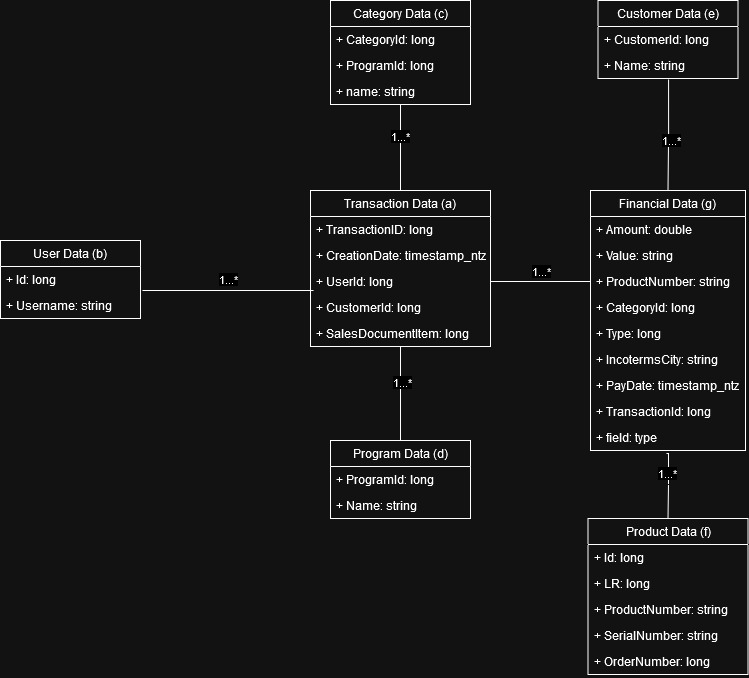 Category Data (c)
+ CategoryId: long
+ ProgramId: long
+ name: string
Customer Data (e)
+ CustomerId: long
+ Name: string
1...*
1...*
Transaction Data (a)
+ TransactionID: long
+ CreationDate: timestamp_ntz
+ UserId: long
+ CustomerId: long
+ SalesDocumentItem: long
Financial Data (g)
+ Amount: double
+ Value: string
+ ProductNumber: string
+ CategoryId: long
+ Type: long
+ IncotermsCity: string
+ PayDate: timestamp_ntz
+ TransactionId: long
+ field: type
User Data (b)
+ Id: long
+ Username: string
1...*
1...*
1...*
Program Data (d)
+ ProgramId: long
+ Name: string
1...*
Product Data (f)
+ Id: long
+ LR: long
+ ProductNumber: string
+ SerialNumber: string
+ OrderNumber: long